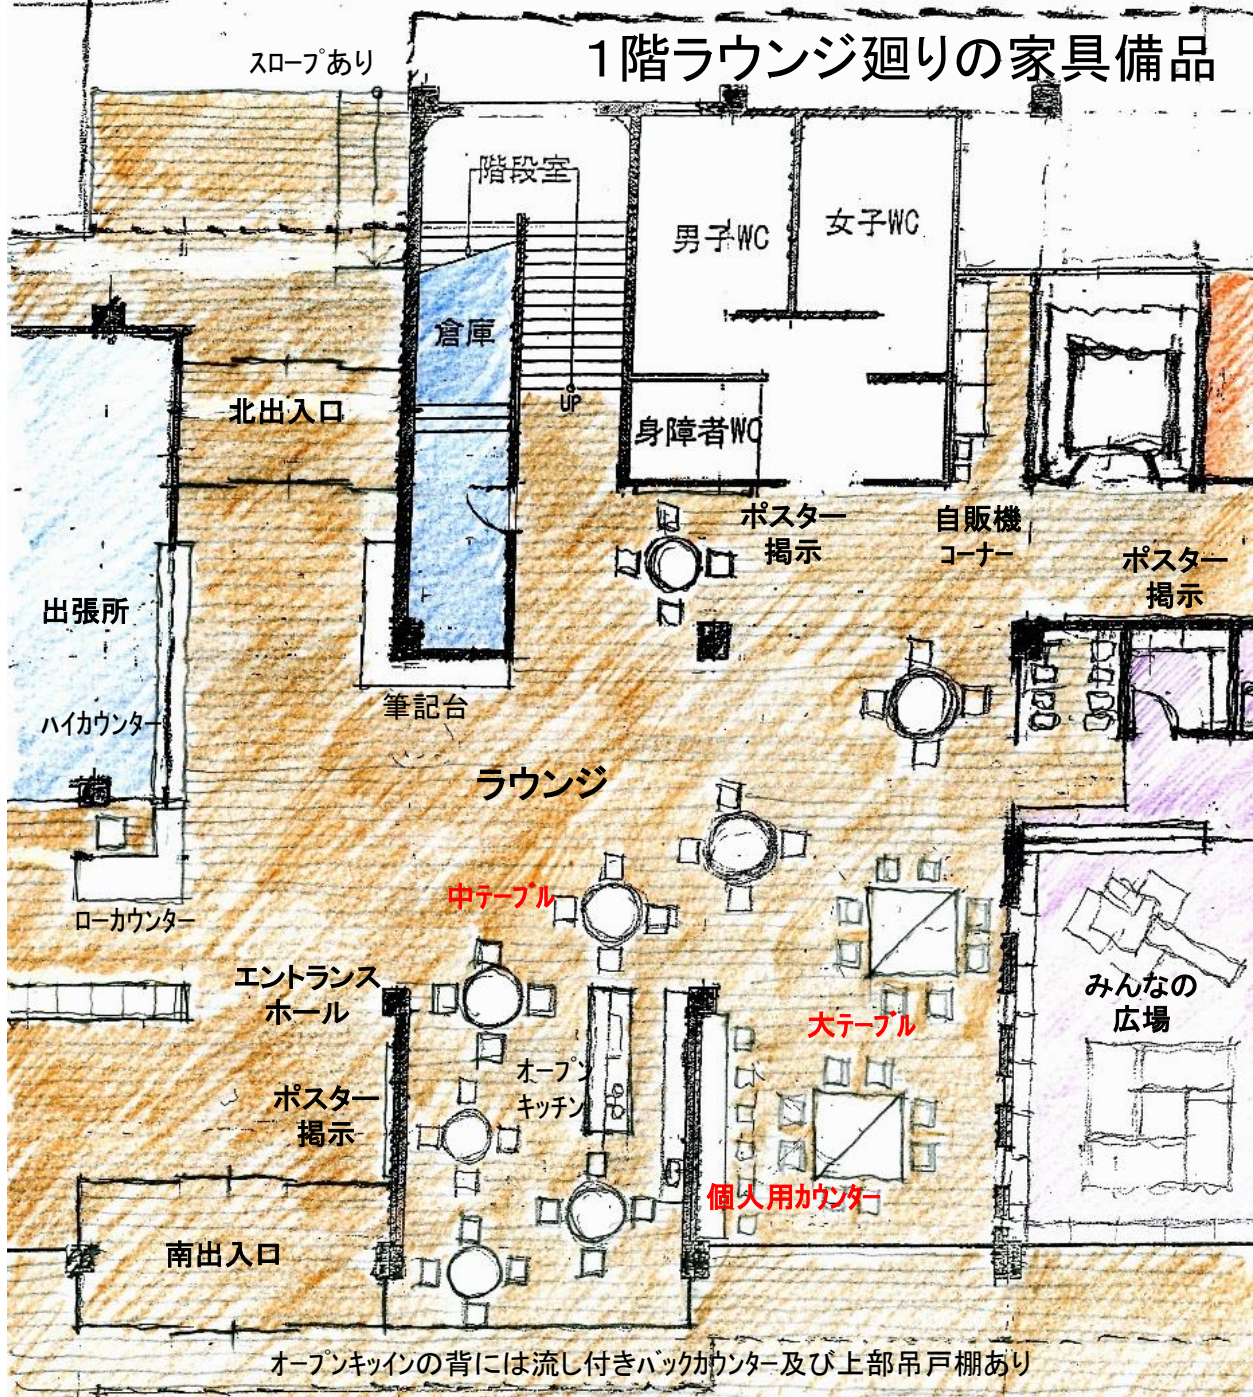 1階ラウンジ廻りの家具備品
スロープあり
階段室
男子WC
女子WC
倉庫
UP
北出入口
身障者WC
ポスター
掲示
自販機
コーナー
ポスター
掲示
出張所
筆記台
ハイカウンター
ラウンジ
中テーブル
ローカウンター
エントランス
ホール
みんなの
広場
大テーブル
オープン
キッチン
ポスター
掲示
個人用カウンター
南出入口
オープンキッインの背には流し付きバックカウンター及び上部吊戸棚あり